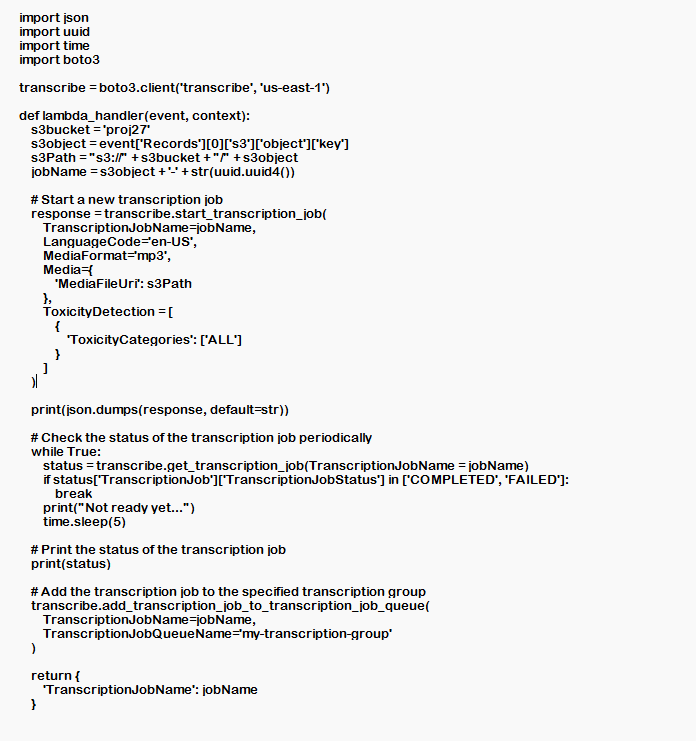 import json
import uuid
import time
import boto3

transcribe = boto3.client('transcribe', 'us-east-1')

def lambda_handler(event, context):
    s3bucket = 'proj27'
    s3object = event['Records'][0]['s3']['object']['key']
    s3Path = "s3://" + s3bucket + "/" + s3object
    jobName = s3object + '-' + str(uuid.uuid4())

    # Start a new transcription job
    response = transcribe.start_transcription_job(
        TranscriptionJobName=jobName,
        LanguageCode='en-US',
        MediaFormat='mp3',
        Media={
            'MediaFileUri': s3Path
        },
        ToxicityDetection = [
            {
                'ToxicityCategories': ['ALL']
            }
        ]
    )

    print(json.dumps(response, default=str))

    # Check the status of the transcription job periodically
    while True:
        status = transcribe.get_transcription_job(TranscriptionJobName = jobName)
        if status['TranscriptionJob']['TranscriptionJobStatus'] in ['COMPLETED', 'FAILED']:
            break
        print("Not ready yet...")
        time.sleep(5)

    # Print the status of the transcription job
    print(status)

    # Add the transcription job to the specified transcription group
    transcribe.add_transcription_job_to_transcription_job_queue(
        TranscriptionJobName=jobName,
        TranscriptionJobQueueName='my-transcription-group'
    )

    return {
        'TranscriptionJobName': jobName
    }